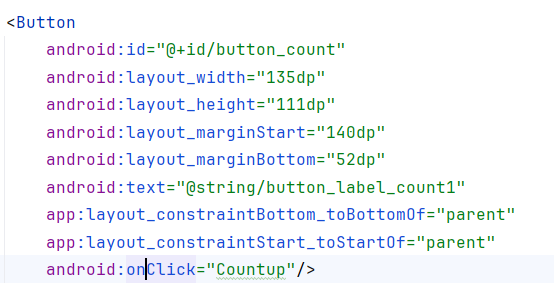 <Button
android:id="@+id/button_count"
android:layout_width="135dp"
android:layout_height="111dp"
android:layout_marginStart="140dp"
android:layout_marginBottom="52dp"
android:text="@string/button_label_count1"
app:layout_constraintBottom_toBottomOf="parent"
app:layout_constraintStart_toStartOf="parent"
android:onClick="Countup"/>